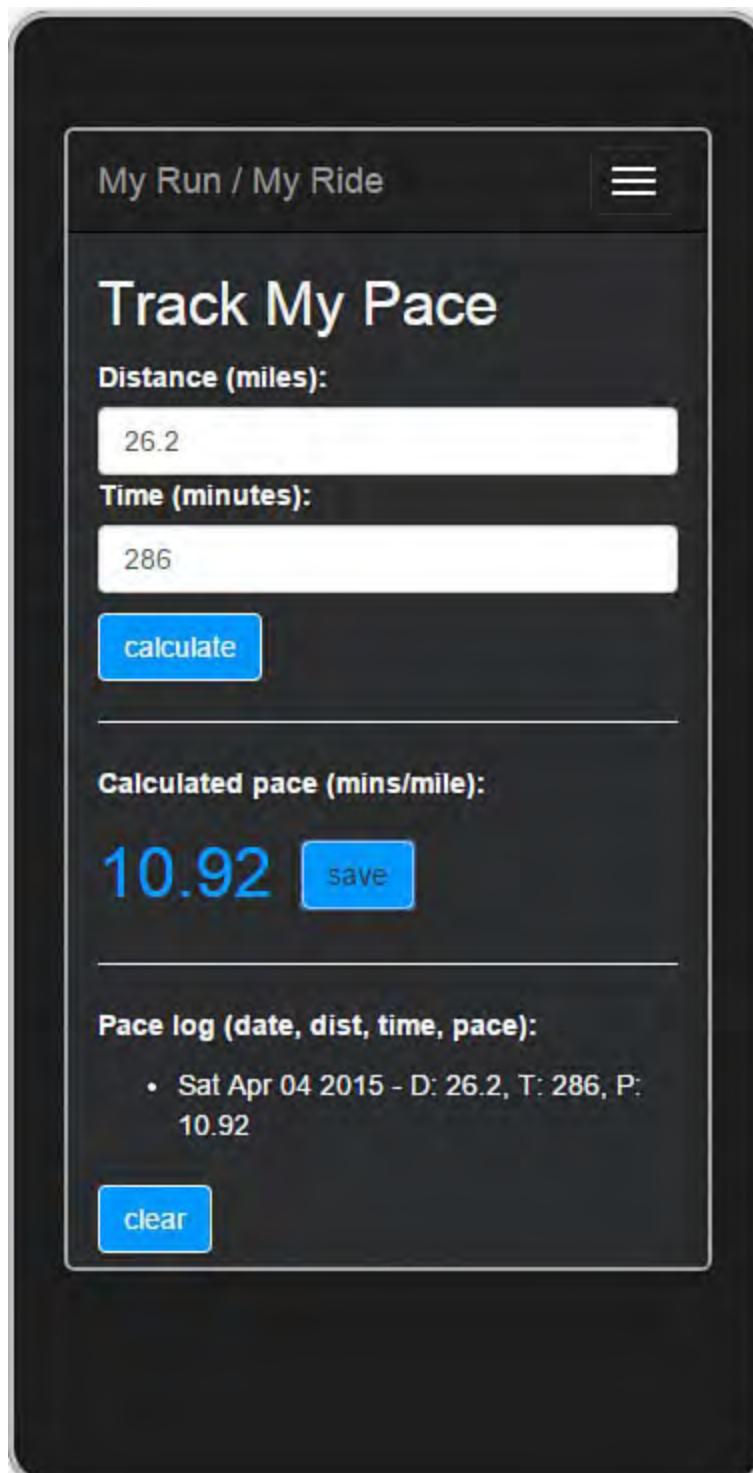 My Run / My Ride
Track My Pace
Distance (miles):
26.2
Time (minutes):
286
calculate
Calculated pace (mins/mile):
10.92 save
Pace log (date, dist, time, pace):
• Sat Apr 04 2015 - D: 26.2, T: 286, P:
10.92
clear